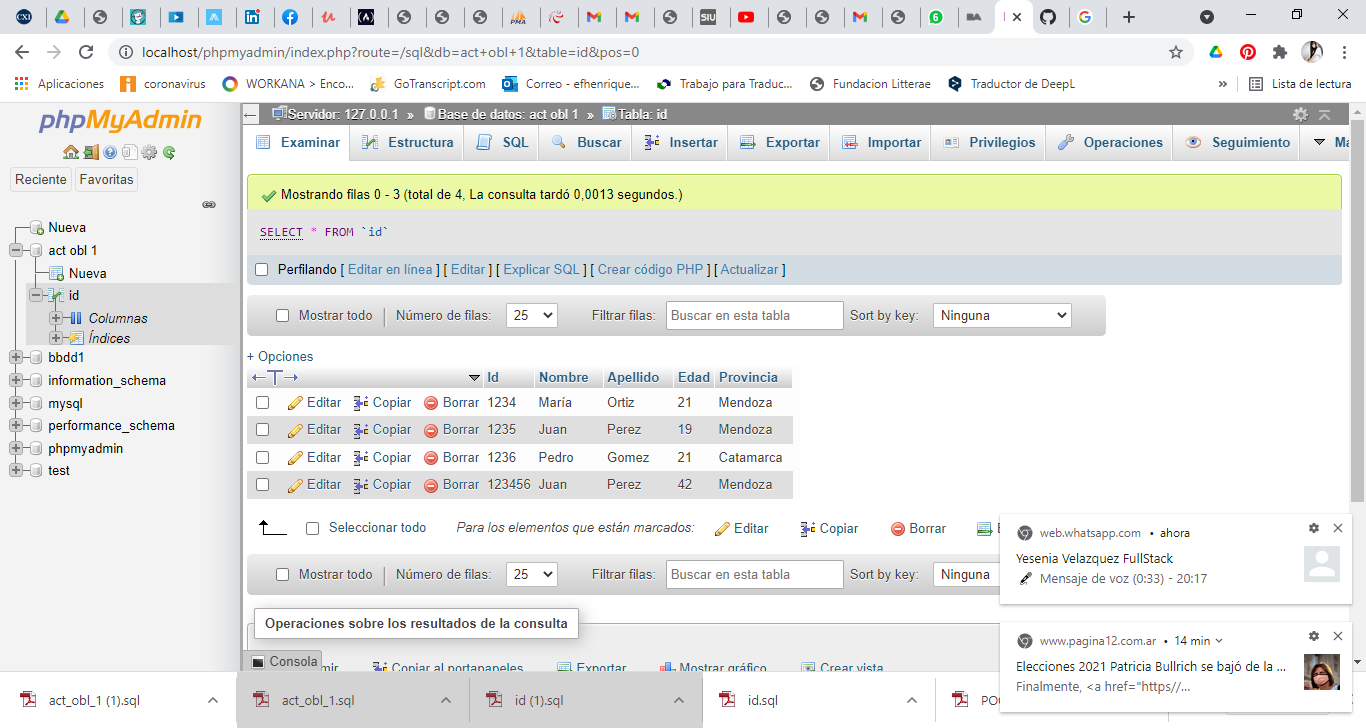 CXI
SIU
6
BA
localhost/phpmyadmin/index.php?route=/sql&db=act+obl+1&table=id&pos=0
Aplicaciones
coronavirus
WORKANA > Enco...
GoTranscript.com
Correo - efhenrique...
Trabajo para Traduc...
Fundacion Litterae
Traductor de DeepL
»
Lista de lectura
phpMyAdmin
Reciente
Favoritas
Nueva
act obl 1
Nueva
id
Columnas
Índices
bbdd1
information_schema
mysql
performance_schema
phpmyadmin
test
Servidor: 127.0.0.1 » Base de datos: act obl 1 » Tabla: id
Examinar
Estructura
SQL
Buscar
Insertar
Exportar
Importar
Privilegios
Operaciones
Seguimiento
Má
Mostrando filas 0 - 3 (total de 4, La consulta tardó 0,0013 segundos.)
SELECT * FROM `id`
Perfilando [ Editar en línea ] [ Editar ] [ Explicar SQL ] [ Crear código PHP ] [ Actualizar ]
Mostrar todo | Número de filas: 25 Filtrar filas: Buscar en esta tabla Sort by key: Ninguna
+ Opciones
←T→ Id Nombre Apellido Edad Provincia
Editar Copiar Borrar 1234 María Ortiz 21 Mendoza
Editar Copiar Borrar 1235 Juan Perez 19 Mendoza
Editar Copiar Borrar 1236 Pedro Gomez 21 Catamarca
Editar Copiar Borrar 123456 Juan Perez 42 Mendoza
Seleccionar todo Para los elementos que están marcados: Editar Copiar Borrar E
Mostrar todo | Número de filas: 25 Filtrar filas: Buscar en esta tabla Sort by key: Ninguna
Operaciones sobre los resultados de la consulta
Consola
mir Copiar al portapapeles Exportar Mostrar gráfico Crear vista
web.whatsapp.com • ahora
Yesenia Velazquez FullStack
Mensaje de voz (0:33) - 20:17
www.pagina12.com.ar • 14 min
Elecciones 2021 Patricia Bullrich se bajó de la ...
Finalmente, <a href="https//...
act_obl_1 (1).sql
act_obl_1.sql
id (1).sql
id.sql